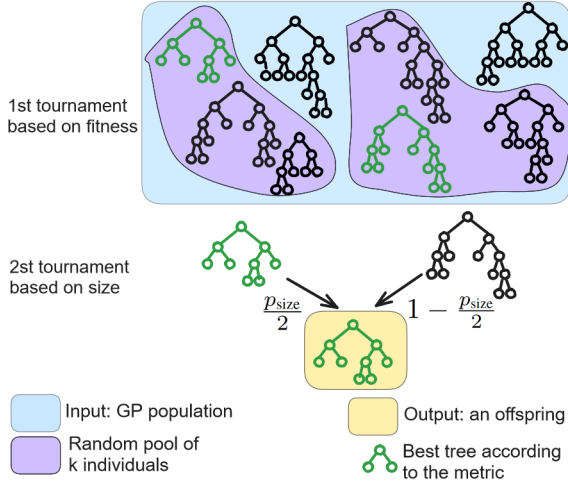 1st tournament
based on fitness
2st tournament
based on size
p_size/2
1 − p_size/2
Input: GP population
Random pool of
k individuals
Output: an offspring
Best tree according
to the metric